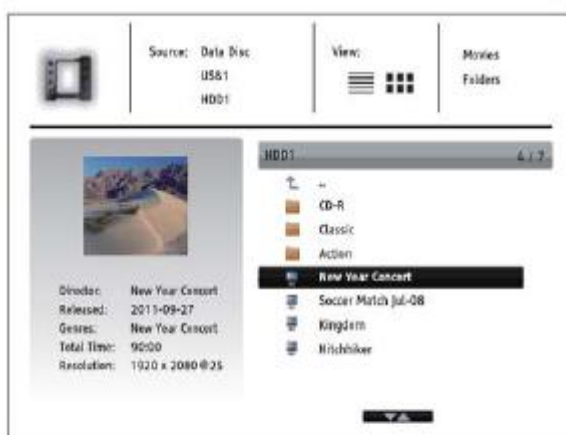 Source: Data Disc
USB1
HDD1
View:
Movies
Folders
HDD1 4 / 7
..
CD-R
Classic
Action
New Year Concert
Soccer Match Jul-08
Kingdom
Hitchhiker
Director: New Year Concert
Released: 2011-09-27
Genres: New Year Concert
Total Time: 90:00
Resolution: 1920 x 2080@25